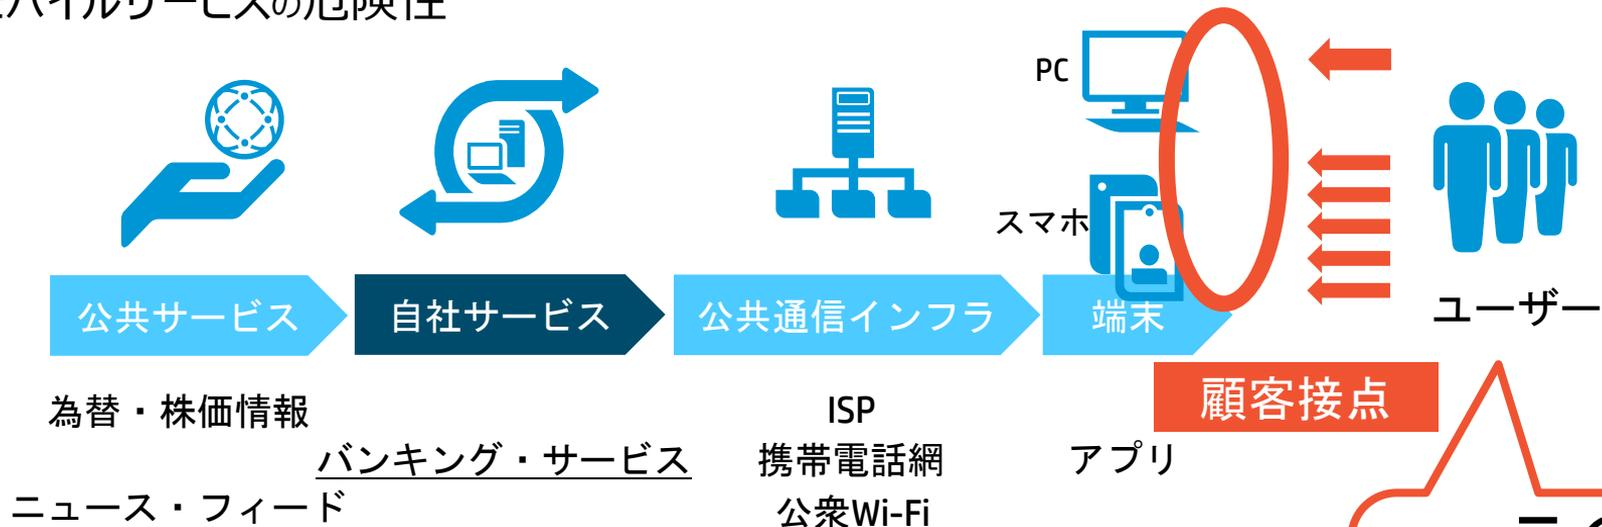 モバイルサービスの危険性
PC
スマホ
公共サービス
自社サービス
公共通信インフラ
端末
ユーザー
顧客接点
為替・株価情報
ISP
バンキング・サービス
携帯電話網
アプリ
ニュース・フィード
公衆Wi-Fi